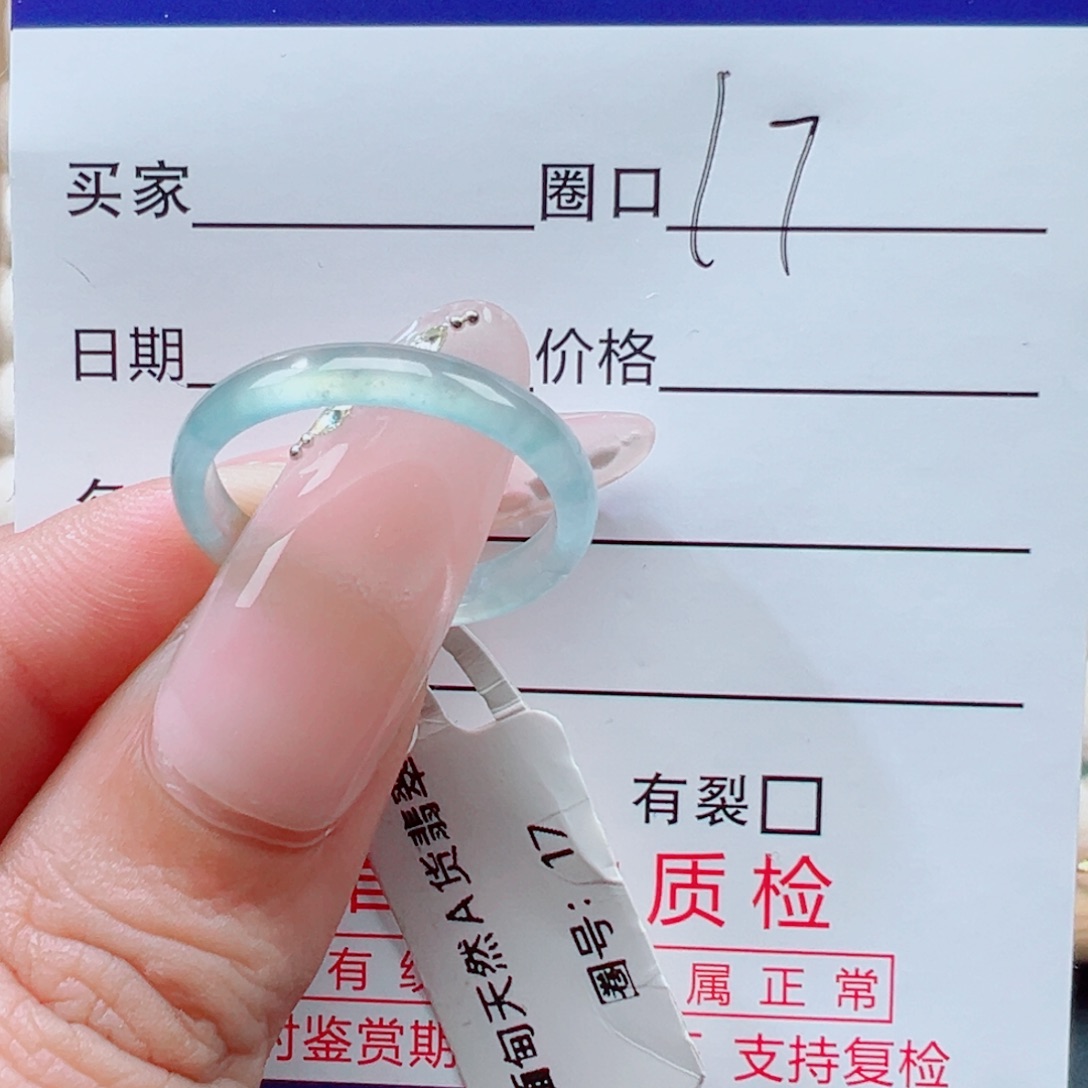 买家 圈口 17
日期 价格
有裂
质检
有 属正常
时鉴赏期 支持复检
缅甸天然A货翡翠
圈号：17